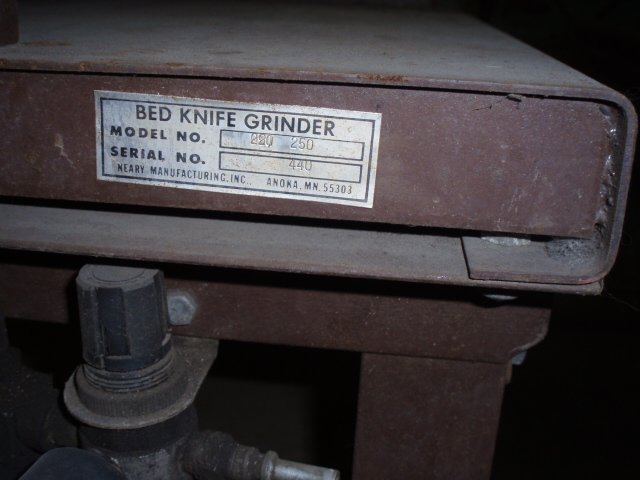 BED KNIFE GRINDER
MODEL NO. 220 250
SERIAL NO. 440
NEARY MANUFACTURING, INC. ANOKA, MN. 55303